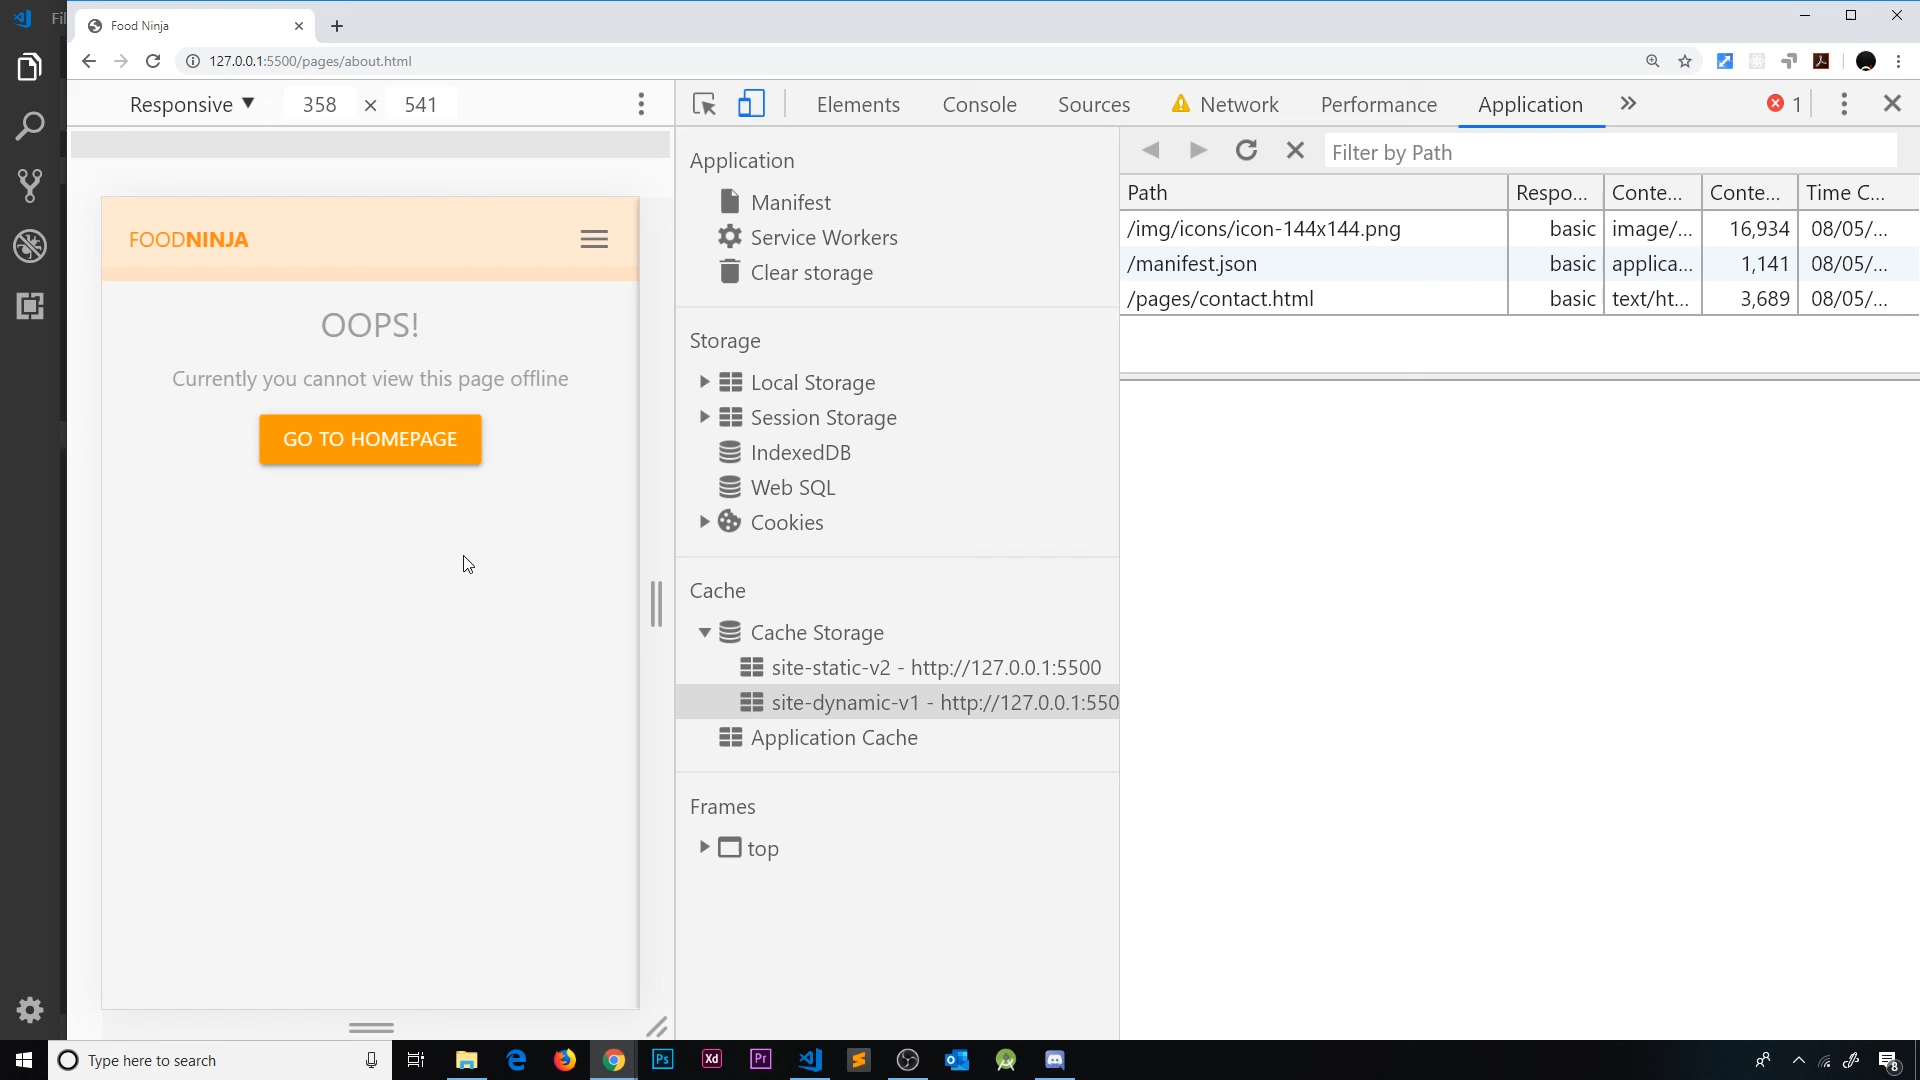 Fil
Food Ninja
127.0.0.1:5500/pages/about.html
Responsive 358 × 541
Elements Console Sources Network Performance Application 1
FOODNINJA
OOPS!
Currently you cannot view this page offline
GO TO HOMEPAGE
Application
Manifest
Service Workers
Clear storage
Storage
Local Storage
Session Storage
IndexedDB
Web SQL
Cookies
Cache
Cache Storage
site-static-v2 - http://127.0.0.1:5500
site-dynamic-v1 - http://127.0.0.1:550
Application Cache
Frames
top
Filter by Path
Path Respo... Conte... Conte... Time C...
/img/icons/icon-144x144.png basic image/... 16,934 08/05/...
/manifest.json basic applica... 1,141 08/05/...
/pages/contact.html basic text/ht... 3,689 08/05/...
Type here to search
Ps
Xd
Pr
8